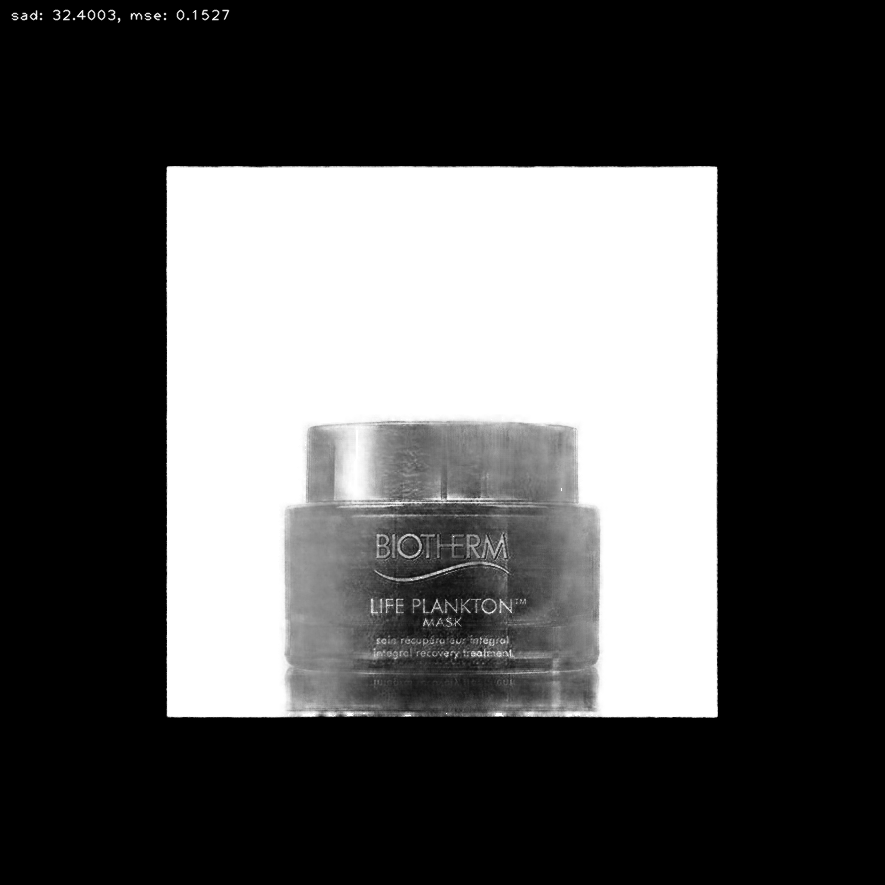 sad: 32.4003, mse: 0.1527
BIOTHERM
LIFE PLANKTON™
MASK
soin récupérateur intégral
integral recovery treatment